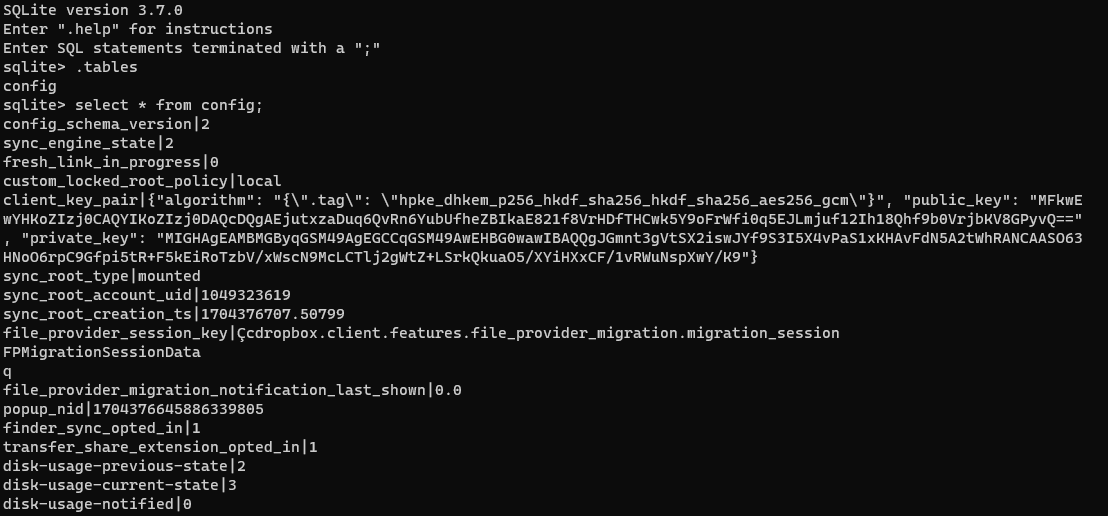 SQLite version 3.7.0
Enter ".help" for instructions
Enter SQL statements terminated with a ";"
sqlite> .tables
config
sqlite> select * from config;
config_schema_version|2
sync_engine_state|2
fresh_link_in_progress|0
custom_locked_root_policy|local
client_key_pair|{"algorithm": "{\".tag\": \"hpke_dhkem_p256_hkdf_sha256_hkdf_sha256_aes256_gcm\"}", "public_key": "MFkwE
wYHKoZIzj0CAQYIKoZIzj0DAQcDQgAEjutxzaDuq6QvRn6YubUfheZBIkaE821f8VrHDfTHCwk5Y9oFrWfi0q5EJLmjuf12Ih18Qhf9b0VrjbKV8GPyvQ=="
, "private_key": "MIGHAgEAMBMGByqGSM49AgEGCCqGSM49AwEHBG0wawIBAQQgJGmnt3gVtSX2iswJYf9S3I5X4vPaS1xKHAvFdN5A2tWhRANCAASO63
HNoO6rpC9Gfpi5tR+F5kEiRoTzbV/xWscN9McLCTlj2gWtZ+LSrkQkuaO5/XYiHXxCF/1vRWuNspXwY/K9"}
sync_root_type|mounted
sync_root_account_uid|1049323619
sync_root_creation_ts|1704376707.50799
file_provider_session_key|Çcdropbox.client.features.file_provider_migration.migration_session
FPMigrationSessionData
q
file_provider_migration_notification_last_shown|0.0
popup_nid|1704376645886339805
finder_sync_opted_in|1
transfer_share_extension_opted_in|1
disk-usage-previous-state|2
disk-usage-current-state|3
disk-usage-notified|0